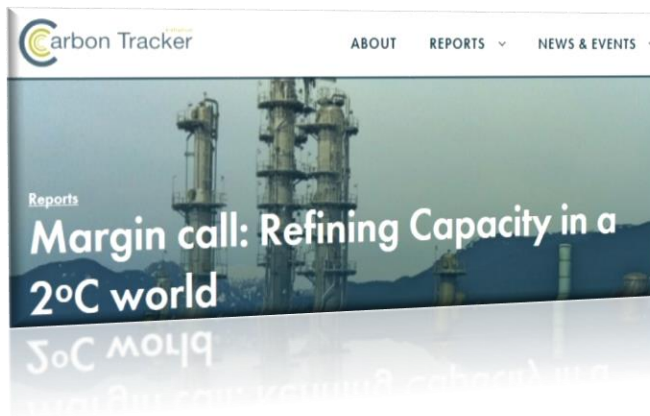 Carbon Tracker
ABOUT REPORTS NEWS & EVENTS
Reports
Margin call: Refining Capacity in a
2ºC world